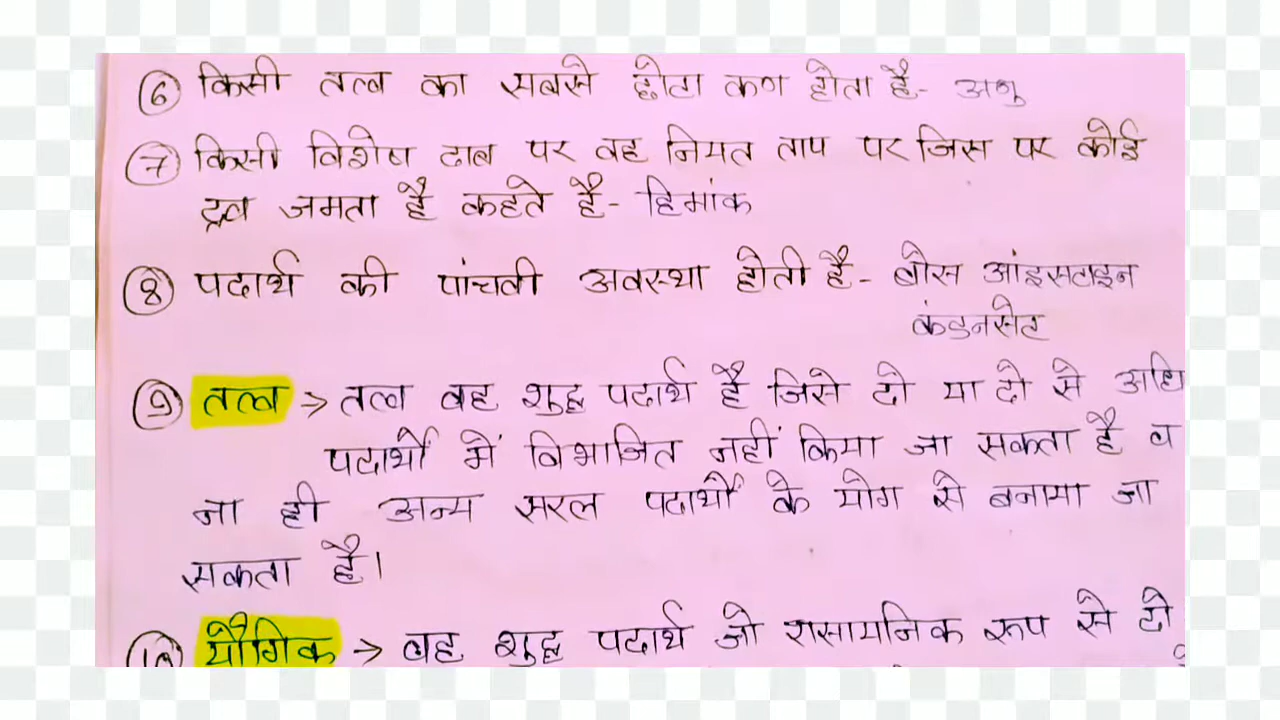 ⑥ किसी तत्व का सबसे छोटा कण होता है- अणु
⑦ किसी विशेष दाब पर वह नियत ताप पर जिस पर कोई
द्रव जमता है कहते है- हिमांक
⑧ पदार्थ की पांचवी अवस्था होती है- बोस आंइसटाइन
कंडनसेट
⑨ तत्व → तत्व वह शुद्ध पदार्थ है जिसे दो या दो से अधि
पदार्थों में विभाजित नहीं किया जा सकता है व
ना ही अन्य सरल पदार्थों के योग से बनाया जा
सकता है।
⑩ यौगिक → वह शुद्ध पदार्थ जो रासायनिक रूप से दो